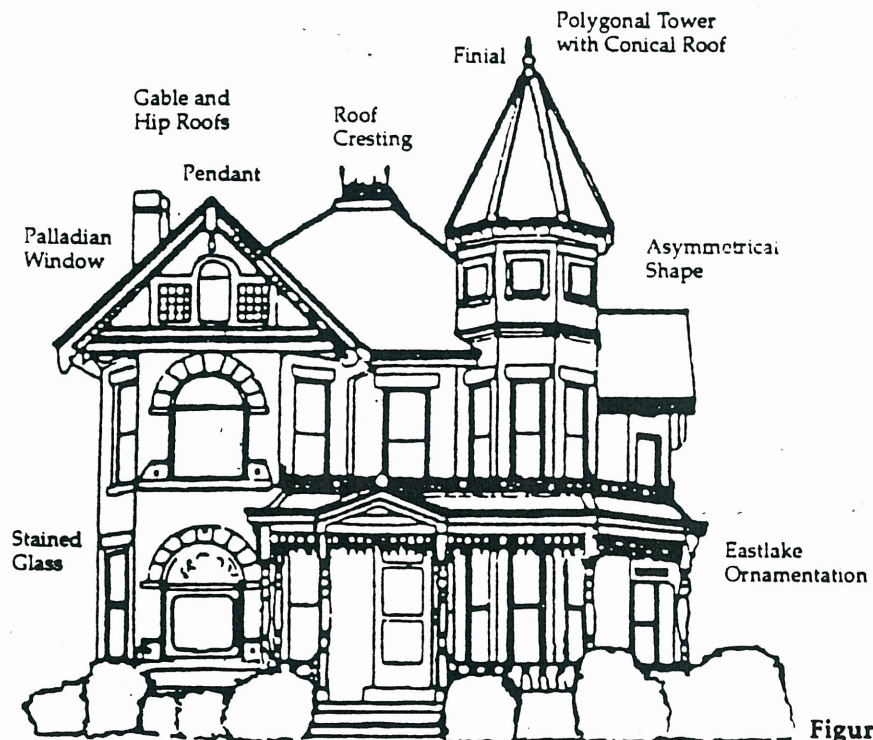 Polygonal Tower
with Conical Roof
Finial
Gable and
Hip Roofs
Roof
Cresting
Pendant
Palladian
Window
Asymmetrical
Shape
Stained
Glass
Eastlake
Ornamentation